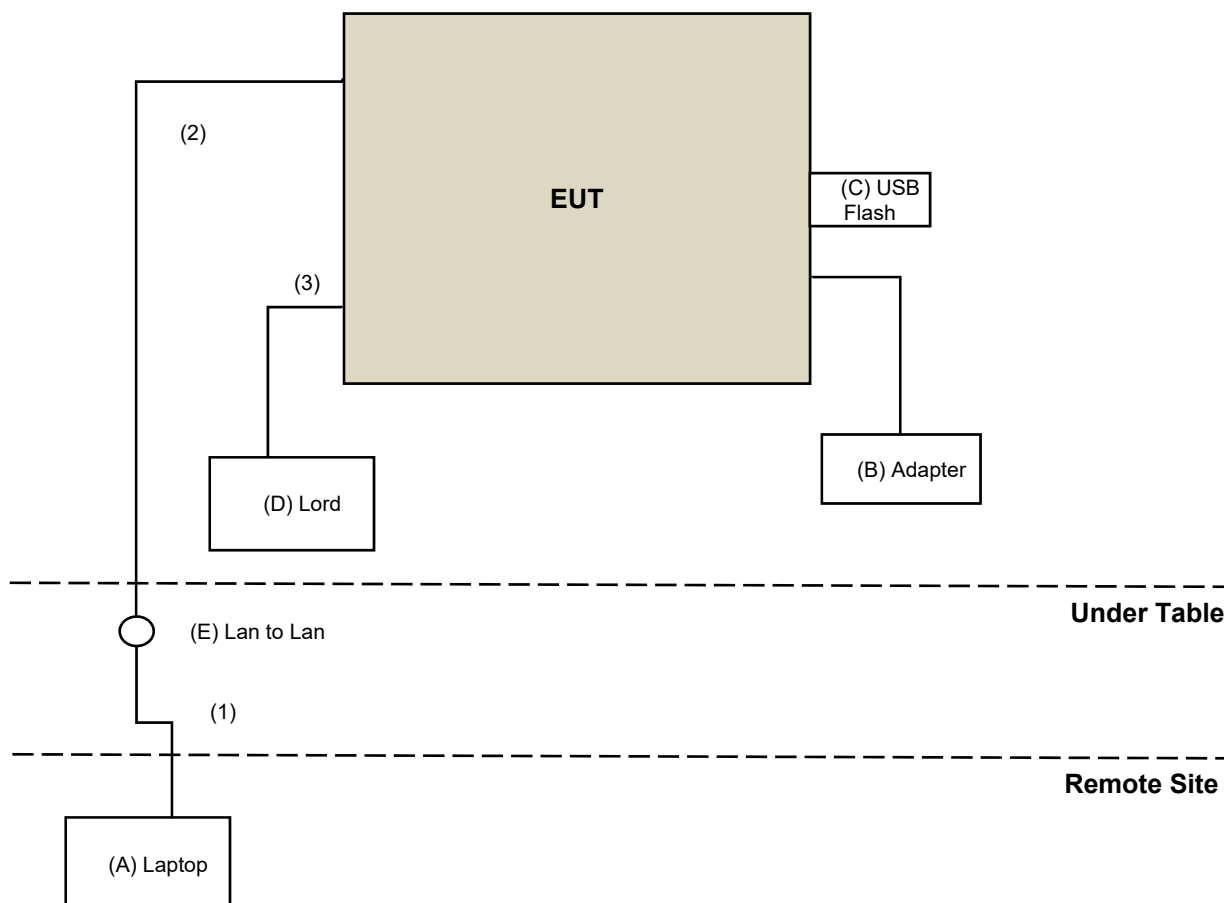 (2)
EUT
(C) USB
Flash
(3)
(B) Adapter
(D) Lord
Under Table
(E) Lan to Lan
(1)
Remote Site
(A) Laptop